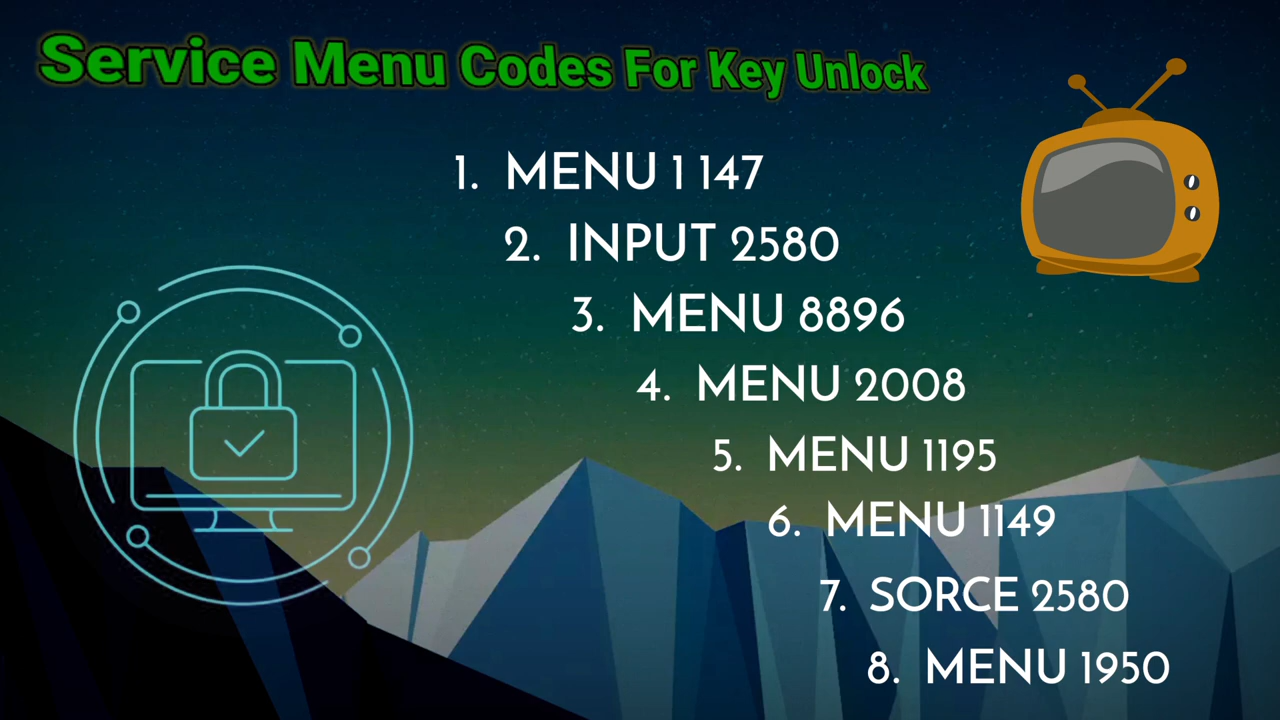 Service Menu Codes For Key Unlock
1. MENU 1 147
2. INPUT 2580
3. MENU 8896
4. MENU 2008
5. MENU 1195
6. MENU 1149
7. SORCE 2580
8. MENU 1950